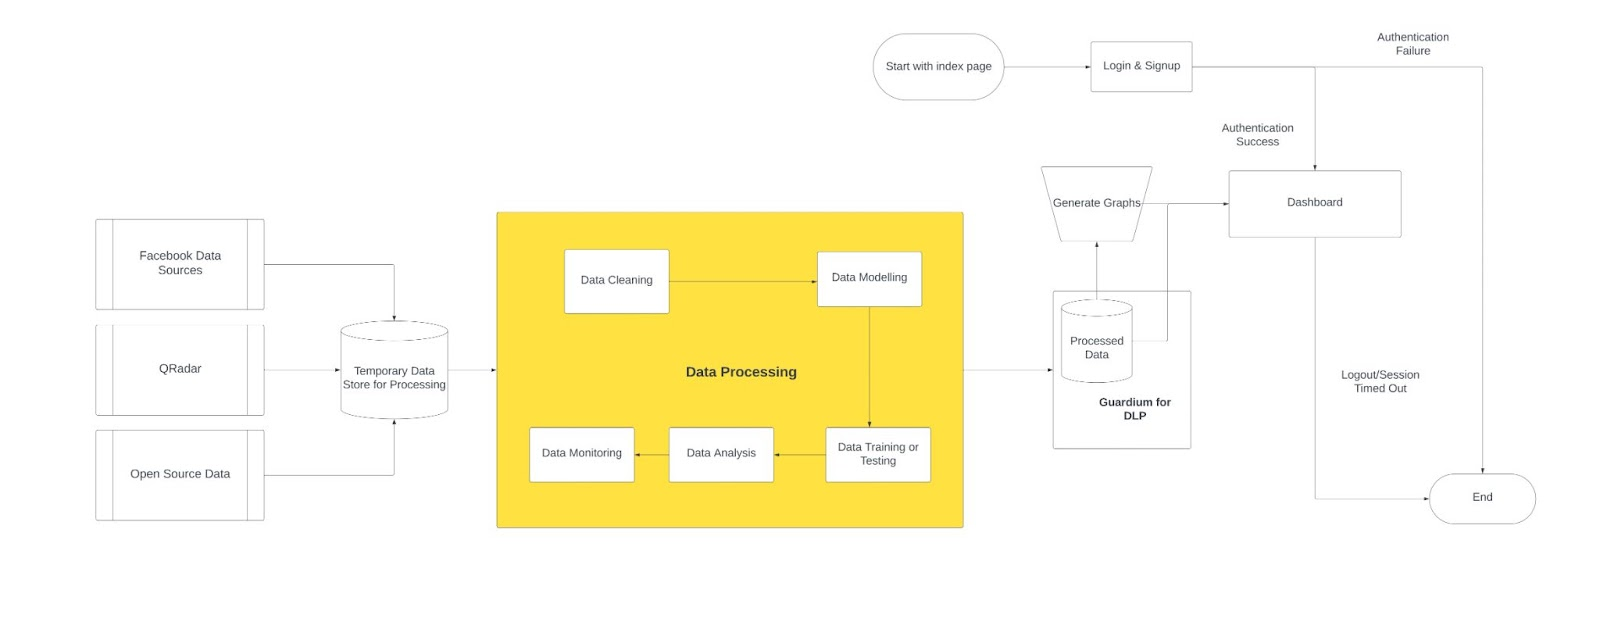 Start with index page
Login & Signup
Authentication
Failure
Authentication
Success
Generate Graphs
Dashboard
Facebook Data
Sources
QRadar
Open Source Data
Temporary Data
Store for Processing
Data Cleaning
Data Modelling
Data Processing
Data Monitoring
Data Analysis
Data Training or
Testing
Processed
Data
Guardium for
DLP
Logout/Session
Timed Out
End